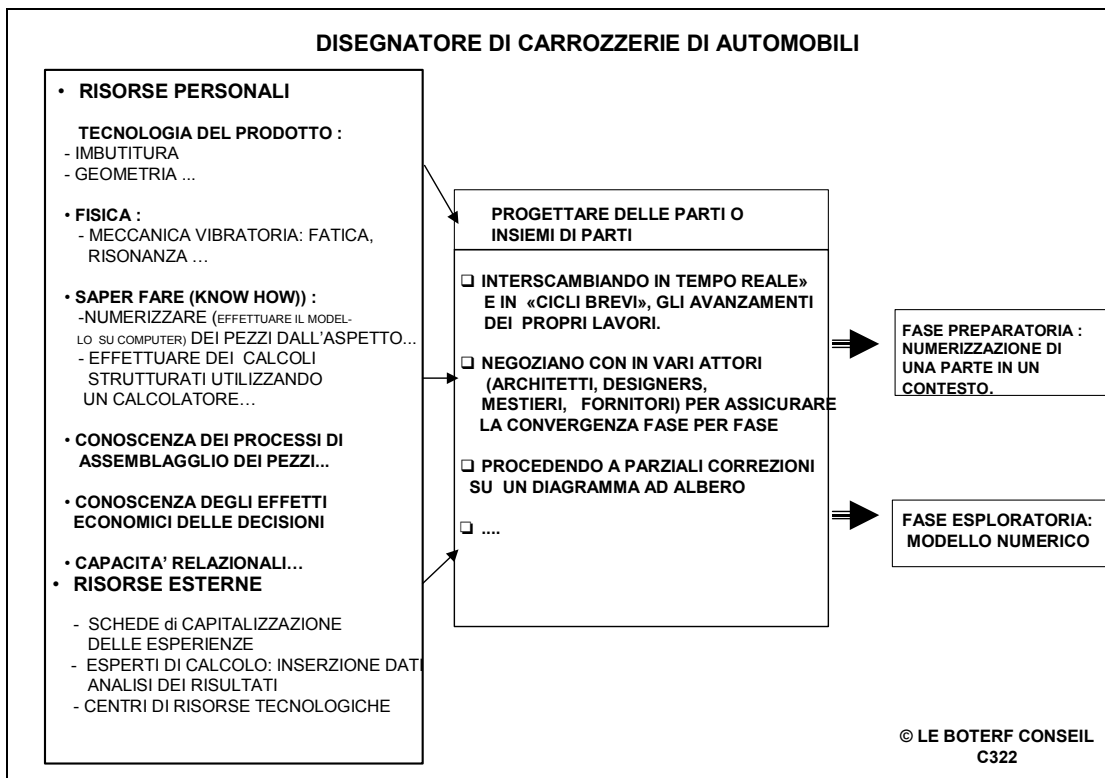 DISEGNATORE DI CARROZZERIE DI AUTOMOBILI
• RISORSE PERSONALI
TECNOLOGIA DEL PRODOTTO :
- IMBUTITURA
- GEOMETRIA ...
• FISICA :
- MECCANICA VIBRATORIA: FATICA,
RISONANZA …
• SAPER FARE (KNOW HOW)) :
-NUMERIZZARE (EFFETTUARE IL MODEL-
LO SU COMPUTER) DEI PEZZI DALL'ASPETTO...
- EFFETTUARE DEI CALCOLI
STRUTTURATI UTILIZZANDO
UN CALCOLATORE…
• CONOSCENZA DEI PROCESSI DI
ASSEMBLAGGLIO DEI PEZZI...
• CONOSCENZA DEGLI EFFETTI
ECONOMICI DELLE DECISIONI
• CAPACITA' RELAZIONALI…
• RISORSE ESTERNE
- SCHEDE di CAPITALIZZAZIONE
DELLE ESPERIENZE
- ESPERTI DI CALCOLO: INSERZIONE DATI
ANALISI DEI RISULTATI
- CENTRI DI RISORSE TECNOLOGICHE
PROGETTARE DELLE PARTI O
INSIEMI DI PARTI
❑ INTERSCAMBIANDO IN TEMPO REALE»
E IN «CICLI BREVI», GLI AVANZAMENTI
DEI PROPRI LAVORI.
❑ NEGOZIANO CON IN VARI ATTORI
(ARCHITETTI, DESIGNERS,
MESTIERI, FORNITORI) PER ASSICURARE
LA CONVERGENZA FASE PER FASE
❑ PROCEDENDO A PARZIALI CORREZIONI
SU UN DIAGRAMMA AD ALBERO
❑ ....
FASE PREPARATORIA :
NUMERIZZAZIONE DI
UNA PARTE IN UN
CONTESTO.
FASE ESPLORATORIA:
MODELLO NUMERICO
© LE BOTERF CONSEIL
C322